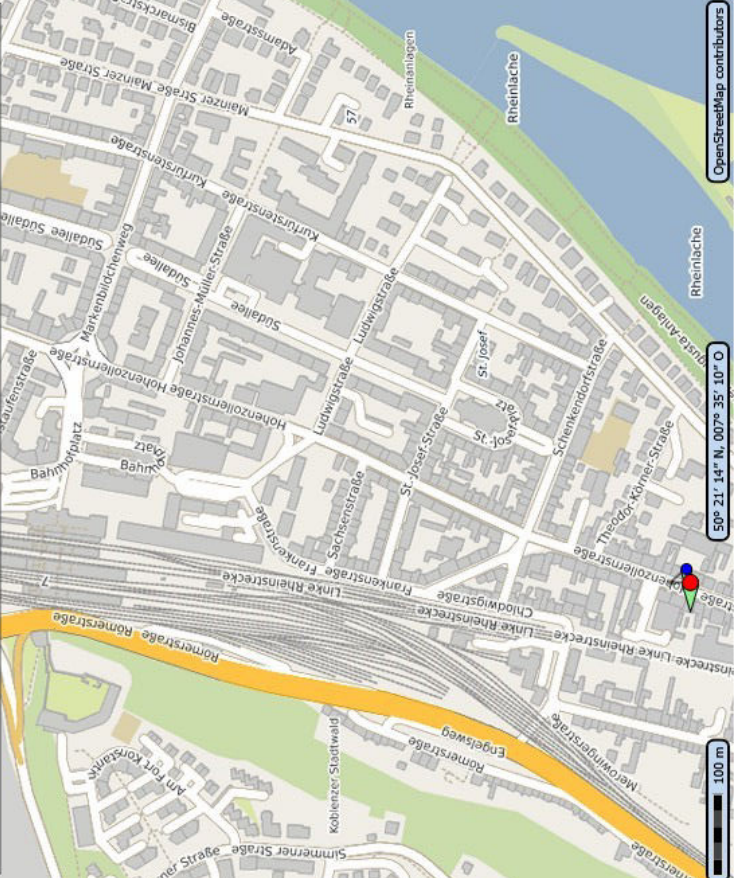 Bismarckstraße
Adamsstraße
Mainzer Straße Mainzer Straße
57
Rheinanlagen
Rheinlache
OpenStreetMap contributors
Kurfürstenstraße
Kurfürstenstraße
Südallee Südallee
Markenbildchenweg
Südallee
Johannes-Müller-Straße
Südallee
Ludwigstraße
Ludwigstraße
Rheinlache
Hohenzollernstraße Hohenzollernstraße
Hohenzollernstraße
St. Josef
St.-Josef-Straße
St.-Josef-Platz
Schenkendorfstraße
50° 21' 14" N, 007° 35' 10" O
Bahnhofplatz
Bahnhofplatz
Sachsenstraße
Theodor-Körner-Straße
Frankenstraße Frankenstraße
Frankenstraße
Chlodwigstraße
7
Linke Rheinstrecke
Linke Rheinstrecke
Linke Rheinstrecke
Römerstraße Römerstraße
Römerstraße
Engelsweg
Römerstraße
Merowingerstraße
Koblenzer Stadtwald
Am Fort Konstantin
Simmerner Straße
100 m